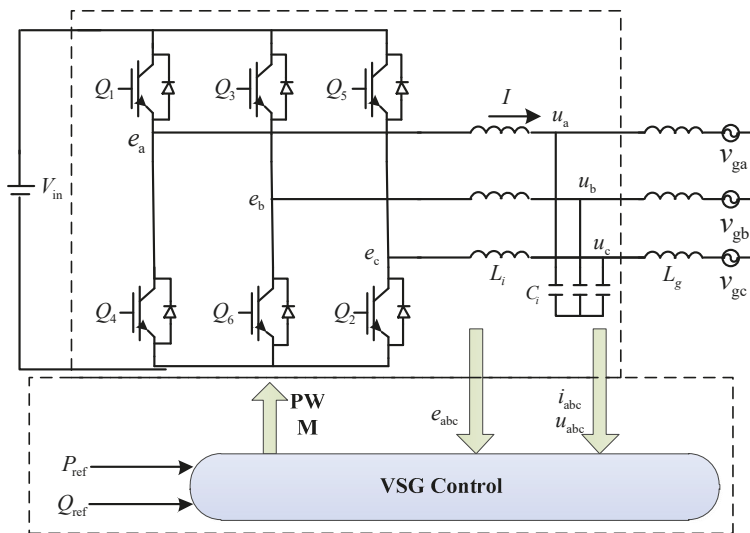 Q1
Q3
Q5
I
ua
ea
vga
Vin
ub
eb
vgb
uc
ec
Li
Lg
vgc
Ci
Q4
Q6
Q2
PW
M
eabc
iabc
uabc
Pref
VSG Control
Qref